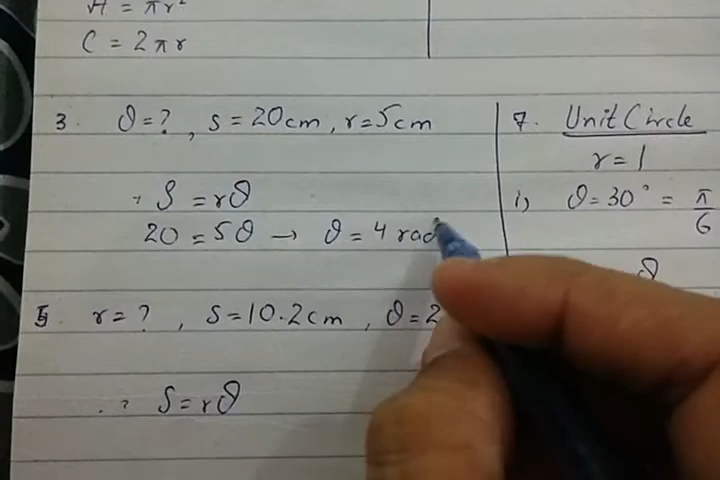 A = πr²
C = 2πr
3. θ = ?, s = 20cm, r = 5cm
∵ S = rθ
20 = 5θ → θ = 4 rad
5 r = ?, S = 10.2cm, θ = 2
∵ S = rθ
7. Unit Circle
r = 1
i) θ = 30° = π/6
θ